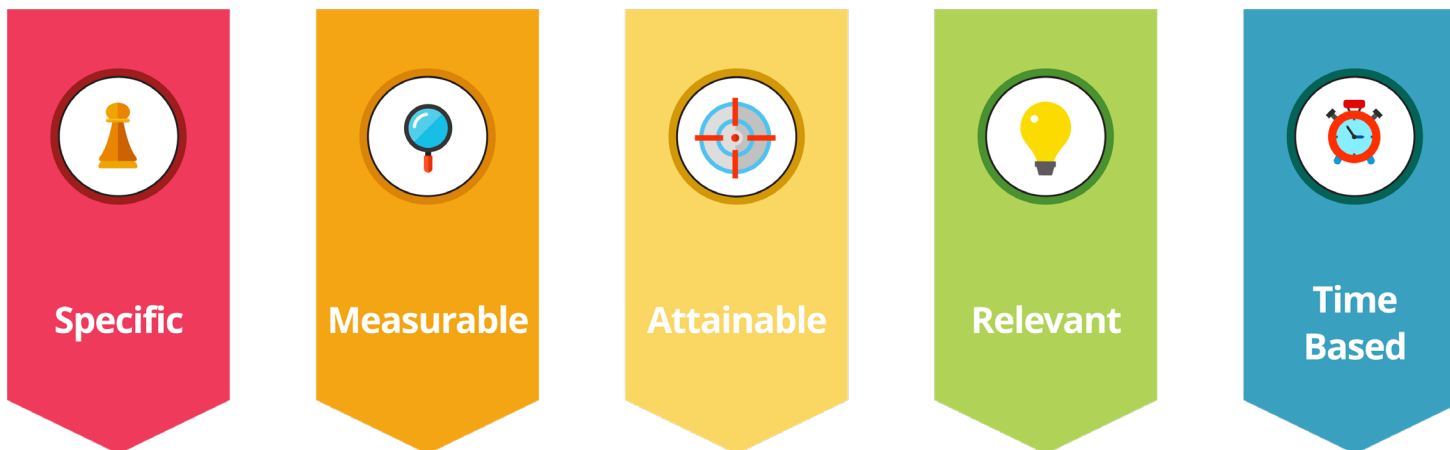 Specific
Measurable
Attainable
Relevant
Time
Based